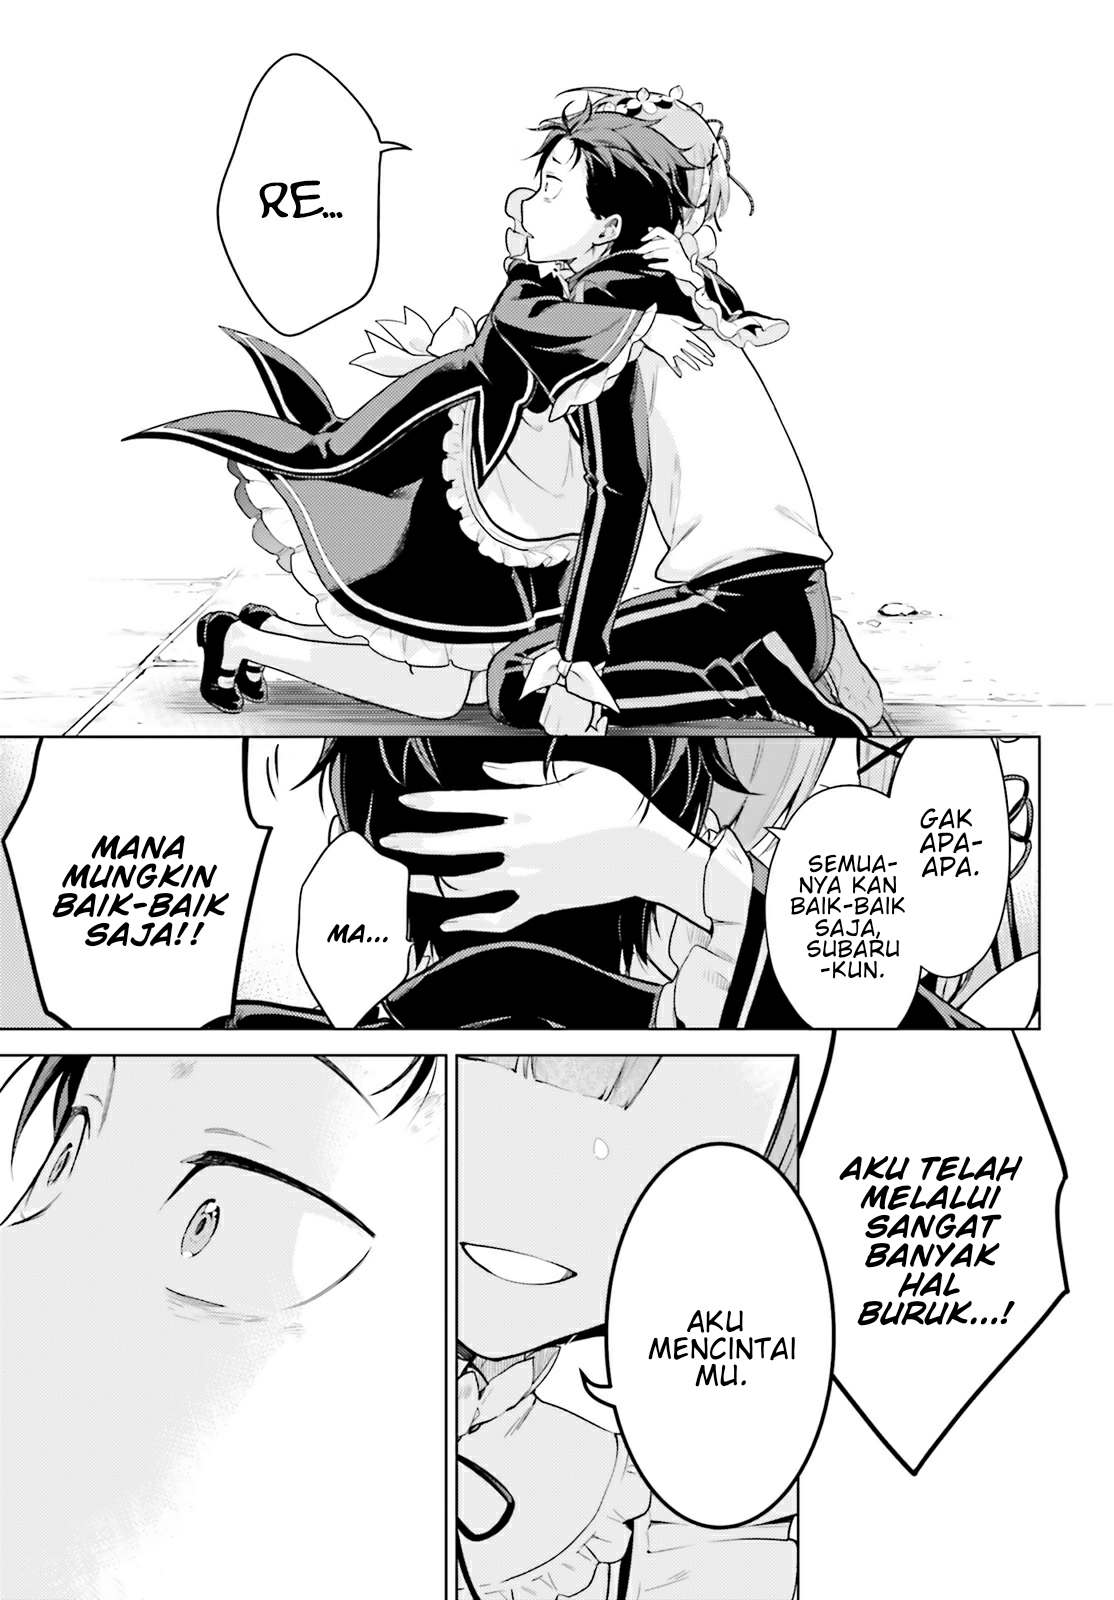 RE...
GAK
APA-
APA.
SEMUA-
NYA KAN
BAIK-BAIK
SAJA,
SUBARU
-KUN.
MA...
MANA
MUNGKIN
BAIK-BAIK
SAJA!!
AKU TELAH
MELALUI
SANGAT
BANYAK
HAL
BURUK...!
AKU
MENCINTAI
MU.